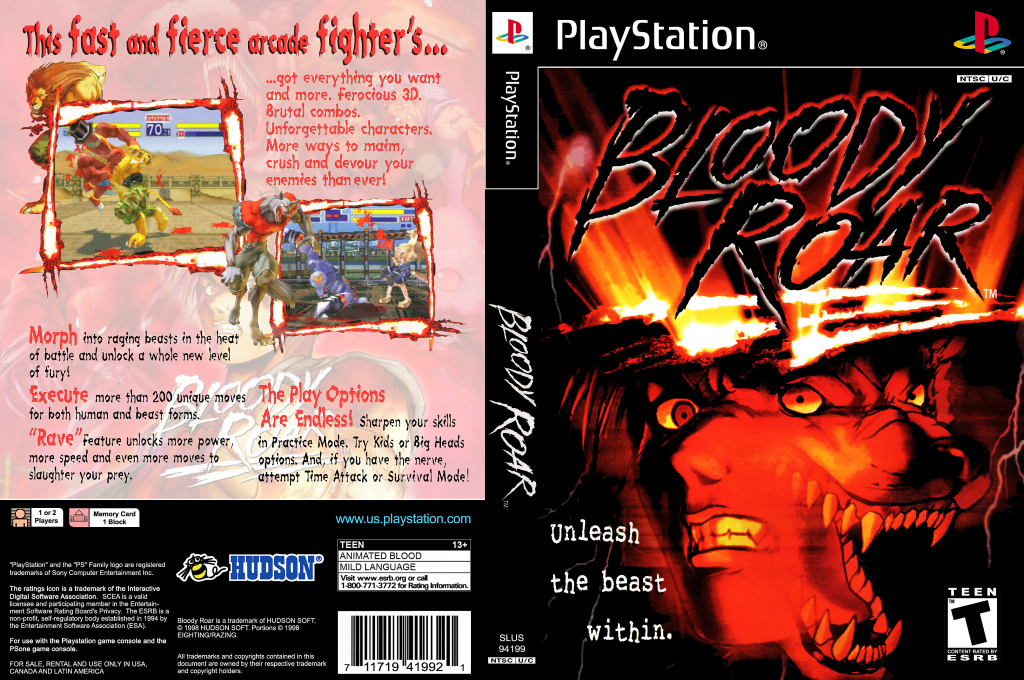 This fast and fierce arcade fighter's...
...got everything you want
and more. Ferocious 3D.
Brutal combos.
Unforgettable characters.
More ways to maim,
crush and devour your
enemies than ever!
70
Morph into raging beasts in the heat
of battle and unlock a whole new level
of fury!
Execute more than 200 unique moves
for both human and beast forms.
"Rave" feature unlocks more power,
more speed and even more moves to
slaughter your prey.
BLOODY
ROAR
The Play Options
Are Endless! Sharpen your skills
in Practice Mode. Try Kids or Big Heads
options. And, if you have the nerve,
attempt Time Attack or Survival Mode!
1 or 2
Players
Memory Card
1 Block
www.us.playstation.com
"PlayStation" and the "PS" Family logo are registered
trademarks of Sony Computer Entertainment Inc.
The ratings icon is a trademark of the Interactive
Digital Software Association. SCEA is a valid
licensee and participating member in the Entertain-
ment Software Rating Board's Privacy. The ESRB is a
non-profit, self-regulatory body established in 1994 by
the Entertainment Software Association (ESA).
For use with the Playstation game console and the
PSone game console.
FOR SALE, RENTAL AND USE ONLY IN USA,
CANADA AND LATIN AMERICA
HUDSON®
Bloody Roar is a trademark of HUDSON SOFT.
© 1998 HUDSON SOFT. Portions © 1998
EIGHTING/RAZING.
All trademarks and copyrights contained in this
document are owned by their respective trademark
and copyright holders.
TEEN 13+
ANIMATED BLOOD
MILD LANGUAGE
Visit www.esrb.org or call
1-800-771-3772 for Rating Information.
7 11719 41992 1
PlayStation®
BLOODY ROAR™
SLUS
94199
NTSC U/C
PlayStation®
NTSC U/C
BLOODY
ROAR™
Unleash
the beast
within.
TEEN
T
CONTENT RATED BY
ESRB